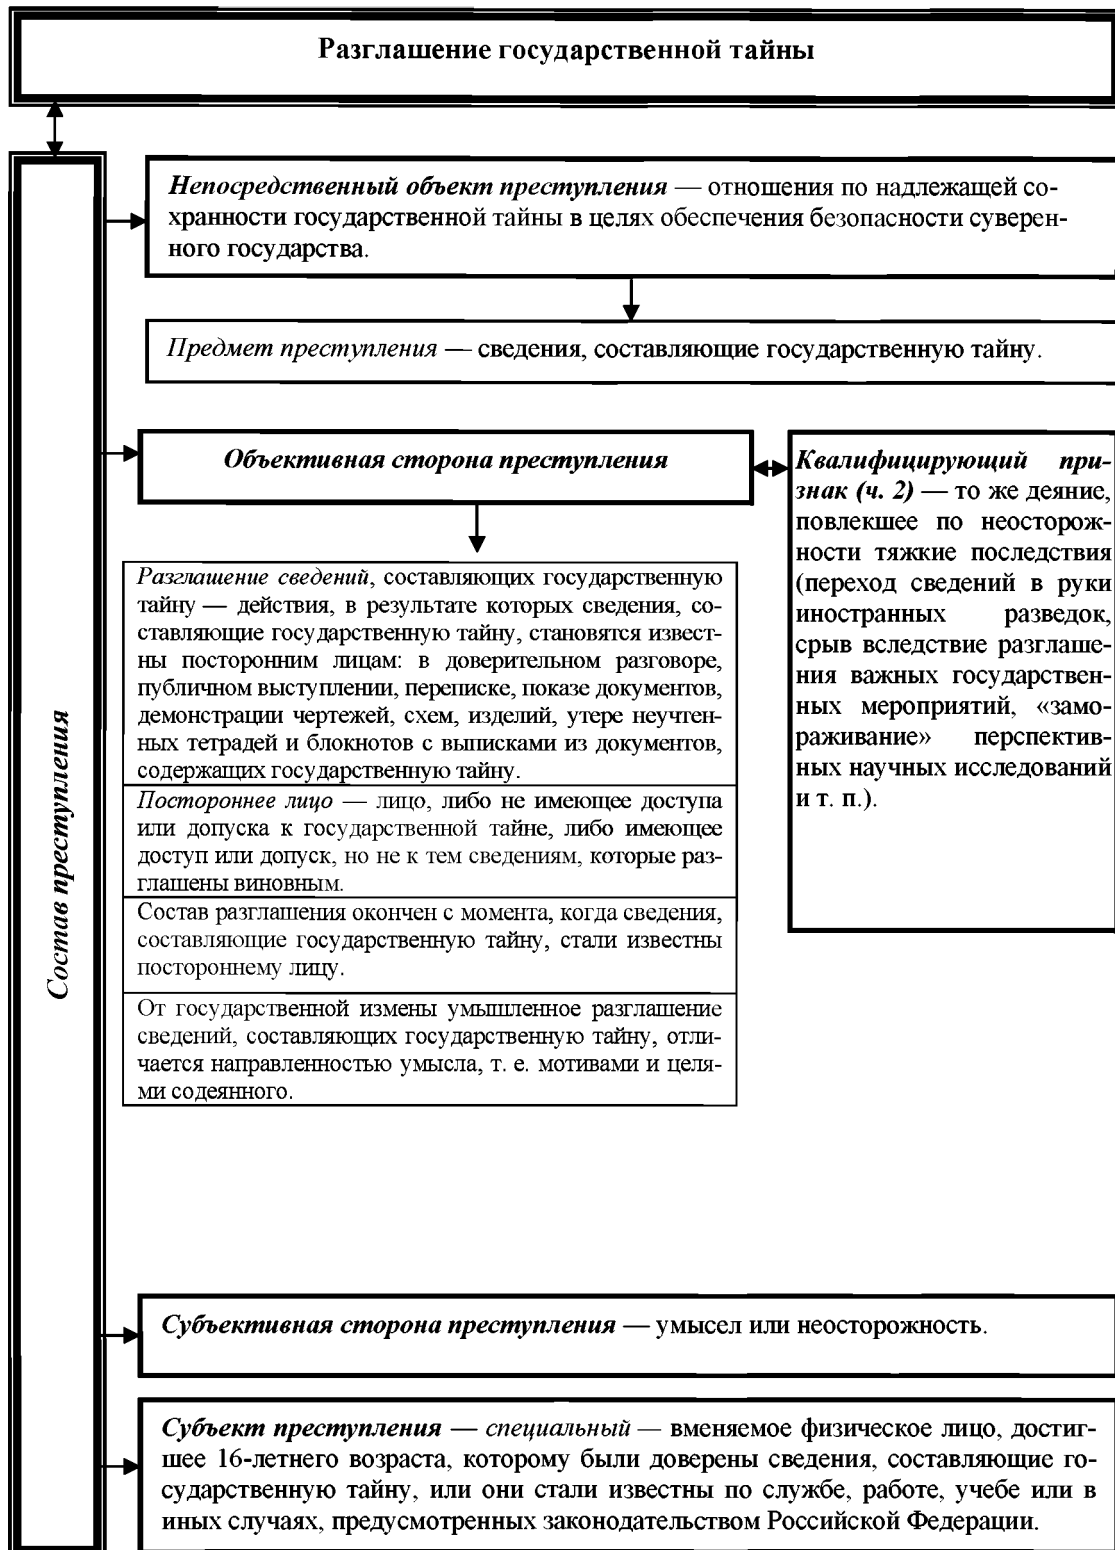 Разглашение государственной тайны
Состав преступления
Непосредственный объект преступления — отношения по надлежащей со-
хранности государственной тайны в целях обеспечения безопасности суверен-
ного государства.
Предмет преступления — сведения, составляющие государственную тайну.
Объективная сторона преступления
Разглашение сведений, составляющих государственную
тайну — действия, в результате которых сведения, со-
ставляющие государственную тайну, становятся извест-
ны посторонним лицам: в доверительном разговоре,
публичном выступлении, переписке, показе документов,
демонстрации чертежей, схем, изделий, утере неучтен-
ных тетрадей и блокнотов с выписками из документов,
содержащих государственную тайну.
Постороннее лицо — лицо, либо не имеющее доступа
или допуска к государственной тайне, либо имеющее
доступ или допуск, но не к тем сведениям, которые раз-
глашены виновным.
Состав разглашения окончен с момента, когда сведения,
составляющие государственную тайну, стали известны
постороннему лицу.
От государственной измены умышленное разглашение
сведений, составляющих государственную тайну, отли-
чается направленностью умысла, т. е. мотивами и целя-
ми содеянного.
Квалифицирующий при-
знак (ч. 2) — то же деяние,
повлекшее по неосторож-
ности тяжкие последствия
(переход сведений в руки
иностранных разведок,
срыв вследствие разглаше-
ния важных государствен-
ных мероприятий, «замо-
раживание» перспектив-
ных научных исследований
и т. п.).
Субъективная сторона преступления — умысел или неосторожность.
Субъект преступления — специальный — вменяемое физическое лицо, достиг-
шее 16-летнего возраста, которому были доверены сведения, составляющие го-
сударственную тайну, или они стали известны по службе, работе, учебе или в
иных случаях, предусмотренных законодательством Российской Федерации.